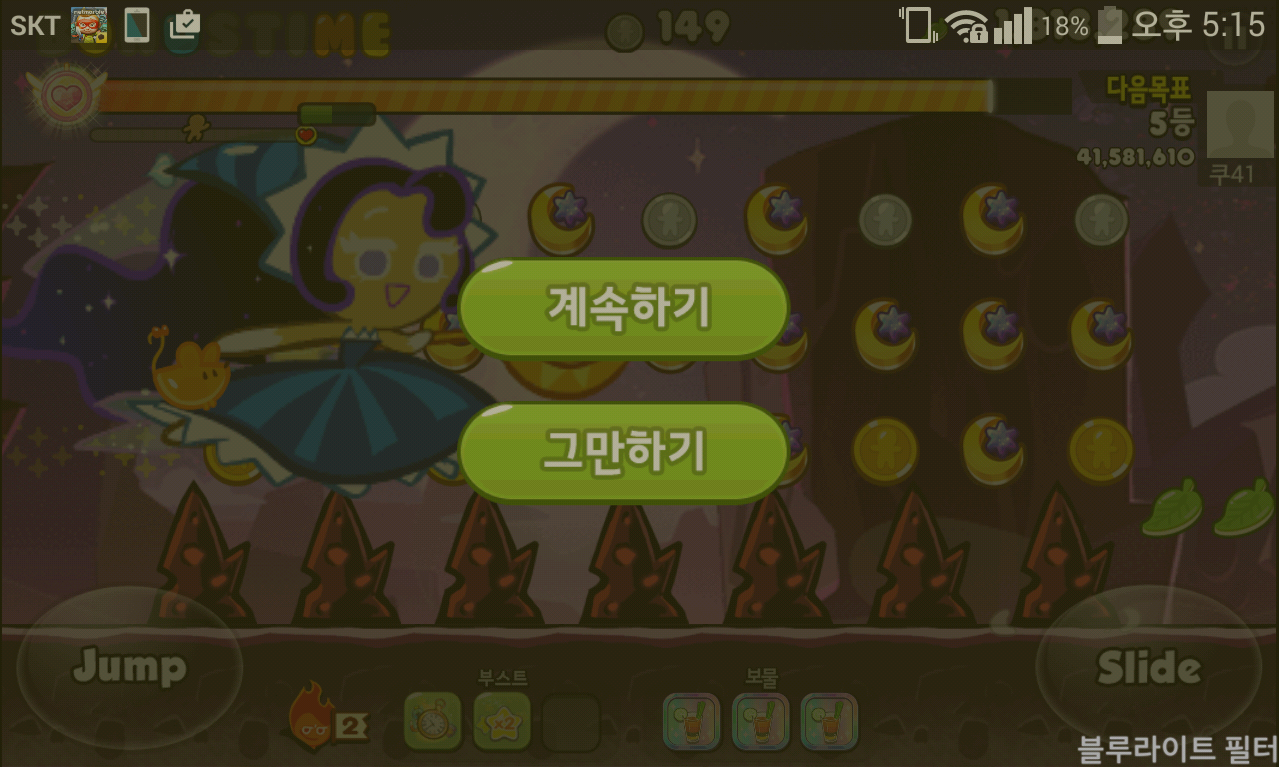 SKT
18%
오후 5:15
BONUSTIME
149
다음목표
5등
41,581,610
쿠41
계속하기
그만하기
Jump
Slide
부스트
보물
2
x2
블루라이트 필터